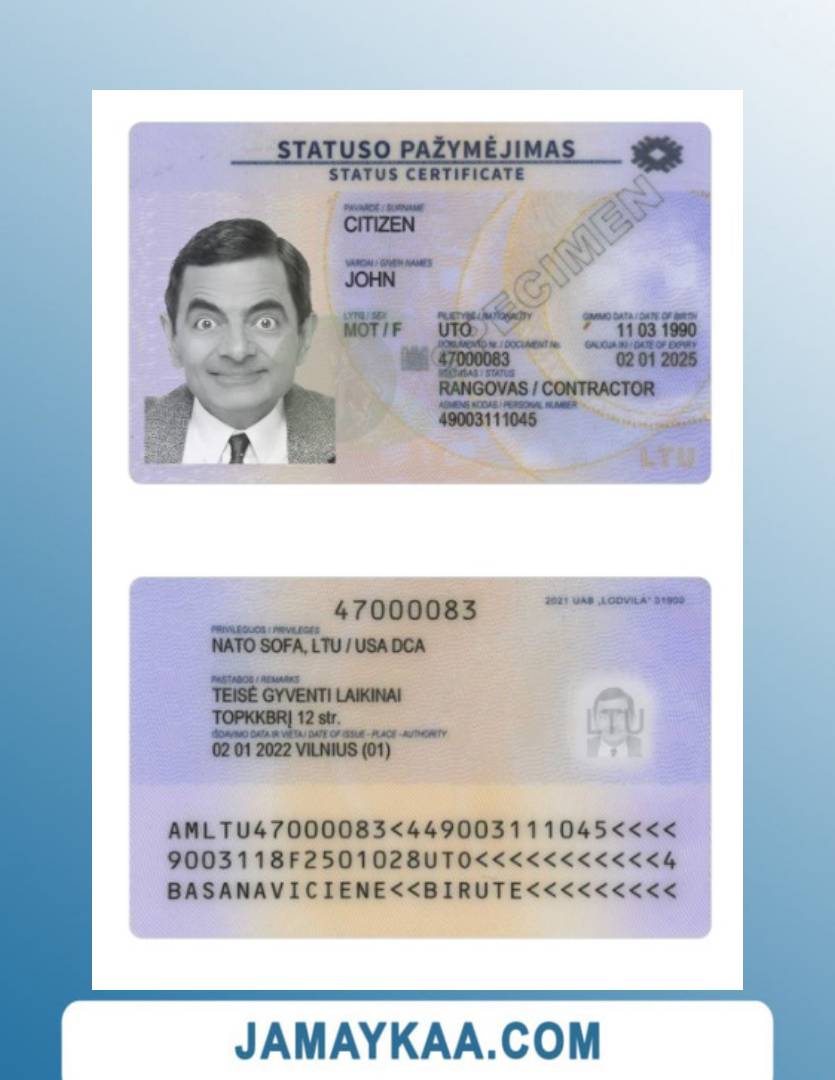 STATUSO PAŽYMĖJIMAS
STATUS CERTIFICATE
PAVARDĖ / SURNAME
CITIZEN
VARDAI / GIVEN NAMES
JOHN
LYTIS / SEX PILIETYBĖ / NATIONALITY GIMIMO DATA / DATE OF BIRTH
MOT / F UTO 11 03 1990
DOKUMENTO Nr. / DOCUMENT No. GALIOJA IKI / DATE OF EXPIRY
47000083 02 01 2025
STATUSAS / STATUS
RANGOVAS / CONTRACTOR
ASMENS KODAS / PERSONAL NUMBER
49003111045
SPECIMEN
LTU
47000083 2021 UAB „LODVILA“ 01900
PRIVILEGIJOS / PRIVILEGES
NATO SOFA, LTU / USA DCA
PASTABOS / REMARKS
TEISĖ GYVENTI LAIKINAI
TOPKKBRĮ 12 str.
IŠDAVIMO DATA IR VIETA / DATE OF ISSUE - PLACE - AUTHORITY
02 01 2022 VILNIUS (01)
LTU
AMLTU47000083<449003111045<<<<
9003118F2501028UTO<<<<<<<<<<<4
BASANAVICIENE<<BIRUTE<<<<<<<<<
JAMAYKAA.COM